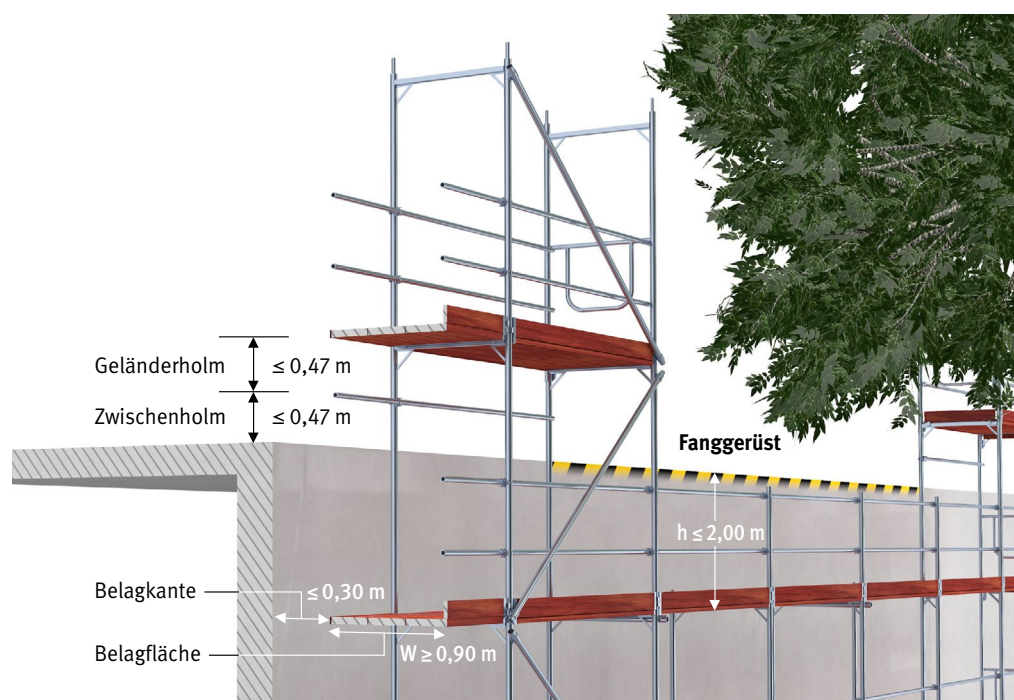 Geländerholm ≤ 0,47 m
Zwischenholm ≤ 0,47 m
Fanggerüst
h ≤ 2,00 m
Belagkante ≤ 0,30 m
Belagfläche W ≥ 0,90 m